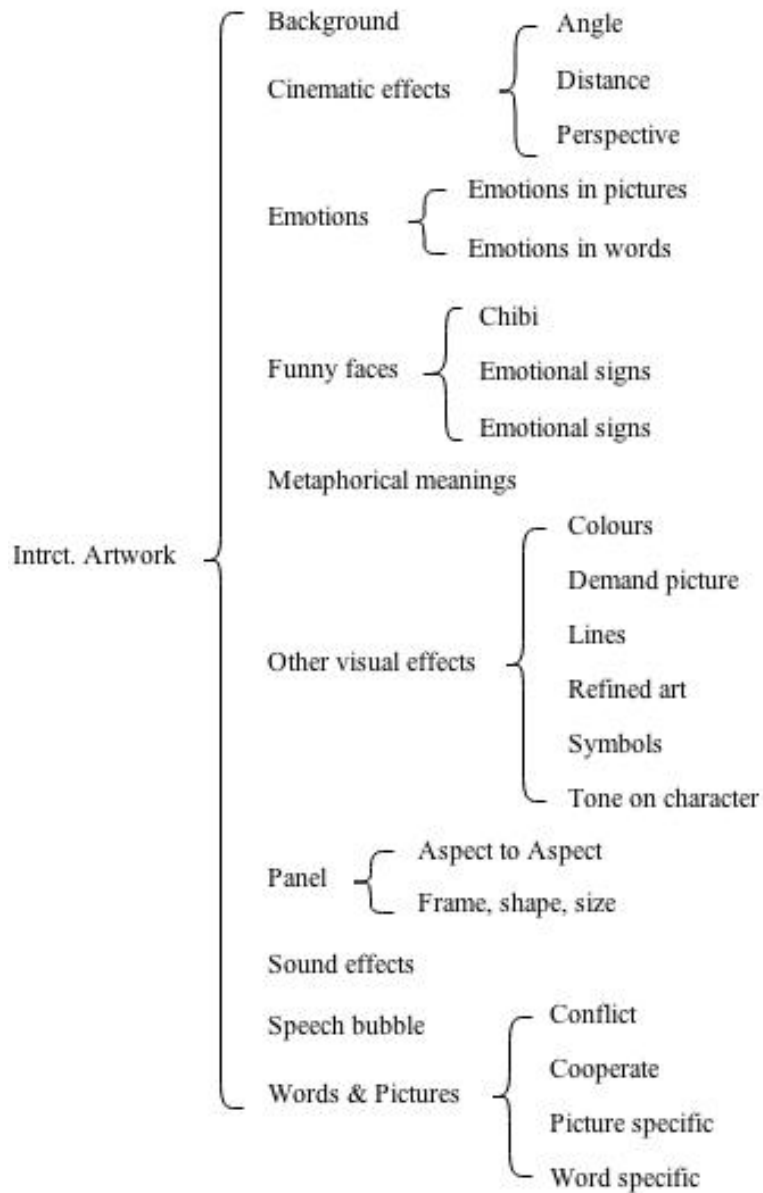 Intrct. Artwork
Background
Cinematic effects
Angle
Distance
Perspective
Emotions
Emotions in pictures
Emotions in words
Funny faces
Chibi
Emotional signs
Emotional signs
Metaphorical meanings
Other visual effects
Colours
Demand picture
Lines
Refined art
Symbols
Tone on character
Panel
Aspect to Aspect
Frame, shape, size
Sound effects
Speech bubble
Words & Pictures
Conflict
Cooperate
Picture specific
Word specific